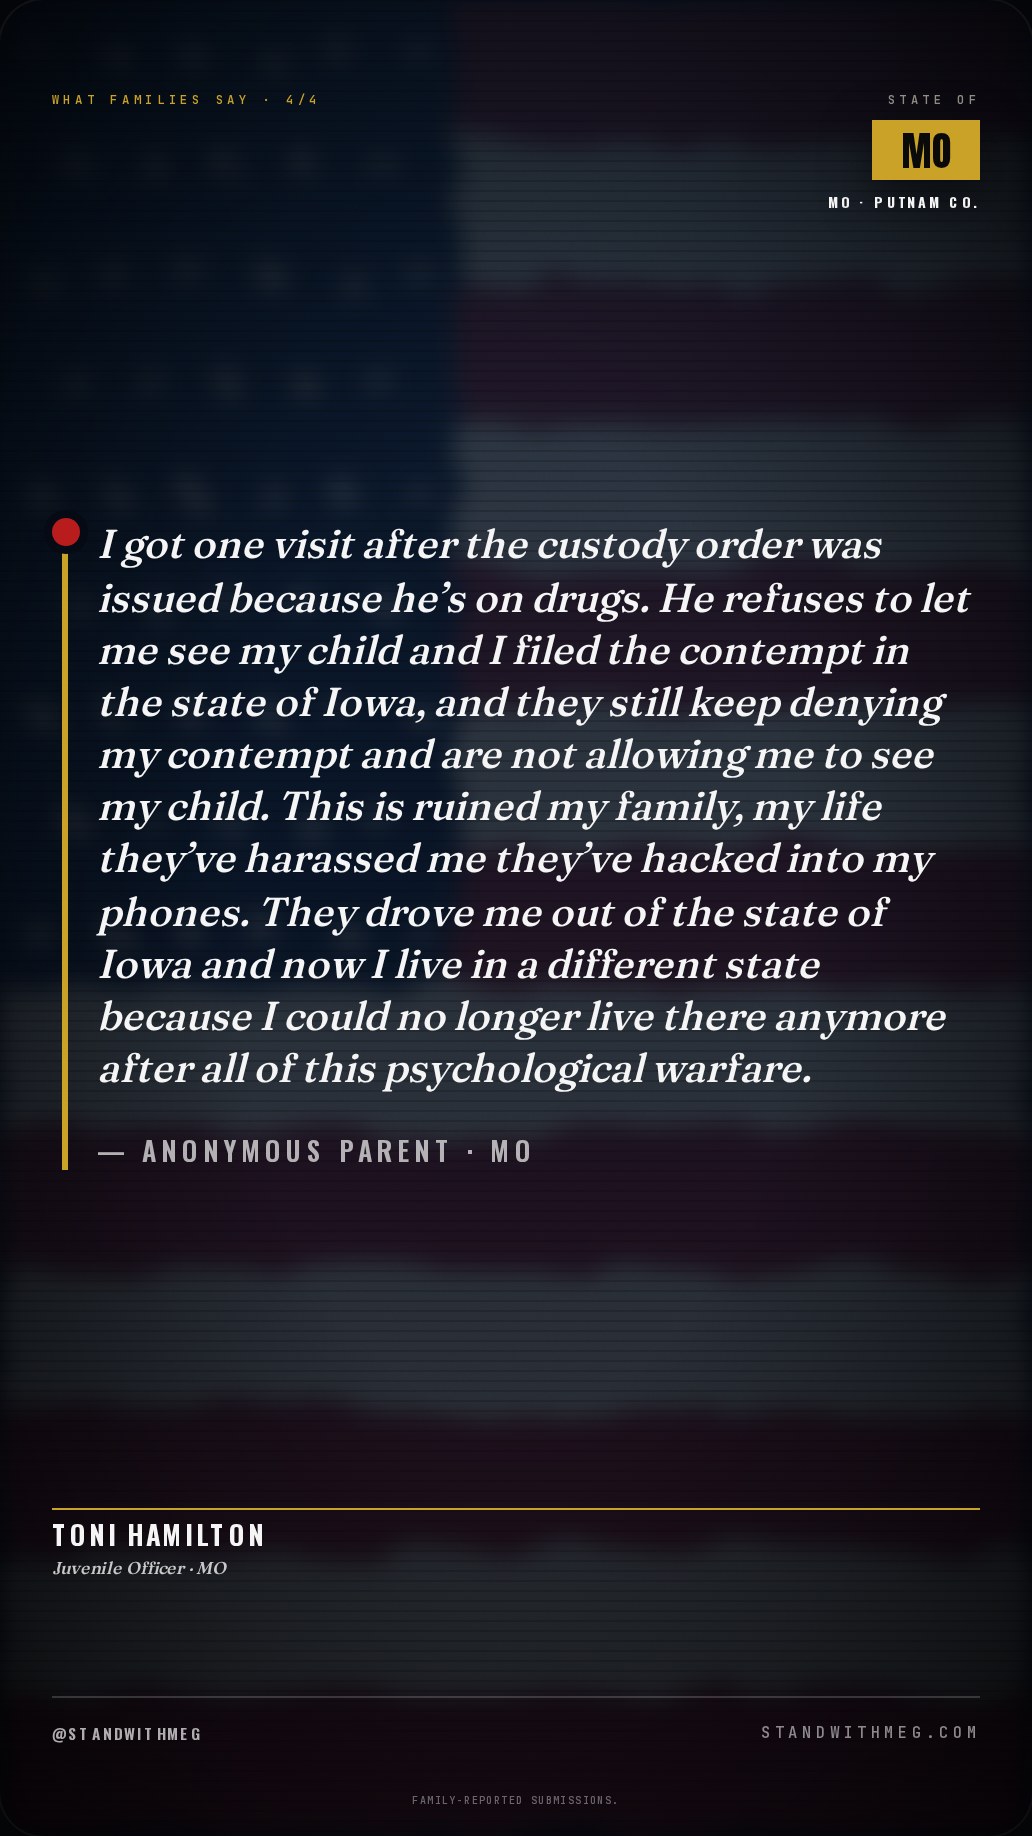 WHAT FAMILIES SAY · 4/4
STATE OF
MO
MO · PUTNAM CO.
I got one visit after the custody order was
issued because he’s on drugs. He refuses to let
me see my child and I filed the contempt in
the state of Iowa, and they still keep denying
my contempt and are not allowing me to see
my child. This is ruined my family, my life
they’ve harassed me they’ve hacked into my
phones. They drove me out of the state of
Iowa and now I live in a different state
because I could no longer live there anymore
after all of this psychological warfare.
— ANONYMOUS PARENT · MO
TONI HAMILTON
Juvenile Officer · MO
@STANDWITHMEG
STANDWITHMEG.COM
FAMILY-REPORTED SUBMISSIONS.